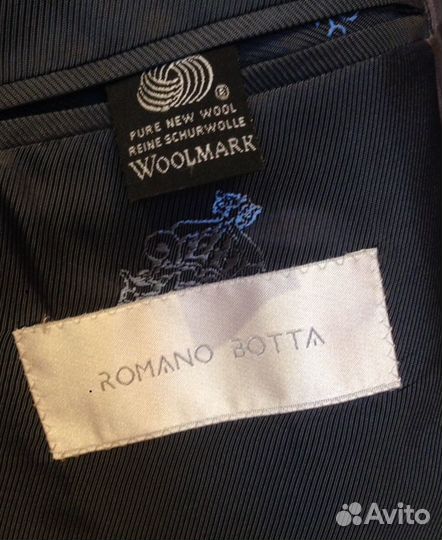 PURE NEW WOOL
REINE SCHURWOLLE
WOOLMARK
ROMANO BOTTA
Avito